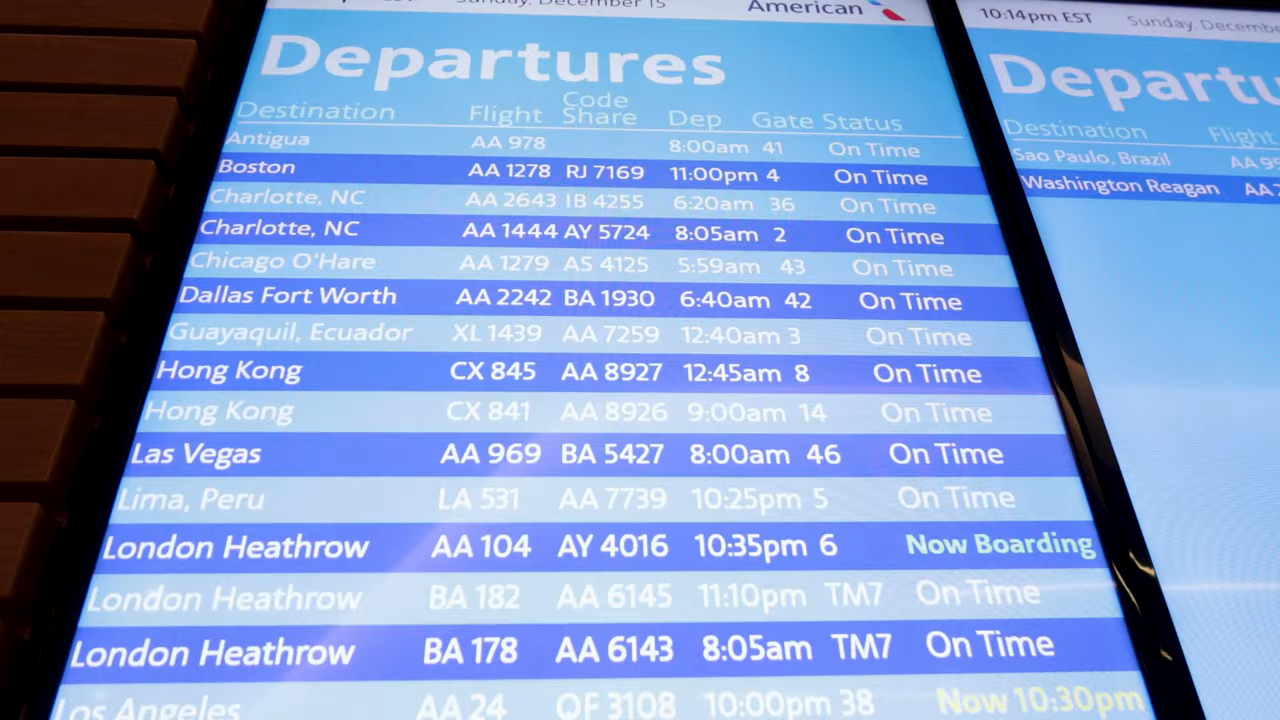 Sunday, December 15 American
Departures
Destination Flight Code Share Dep Gate Status
Antigua AA 978 8:00am 41 On Time
Boston AA 1278 RJ 7169 11:00pm 4 On Time
Charlotte, NC AA 2643 IB 4255 6:20am 36 On Time
Charlotte, NC AA 1444 AY 5724 8:05am 2 On Time
Chicago O'Hare AA 1279 AS 4125 5:59am 43 On Time
Dallas Fort Worth AA 2242 BA 1930 6:40am 42 On Time
Guayaquil, Ecuador XL 1439 AA 7259 12:40am 3 On Time
Hong Kong CX 845 AA 8927 12:45am 8 On Time
Hong Kong CX 841 AA 8926 9:00am 14 On Time
Las Vegas AA 969 BA 5427 8:00am 46 On Time
Lima, Peru LA 531 AA 7739 10:25pm 5 On Time
London Heathrow AA 104 AY 4016 10:35pm 6 Now Boarding
London Heathrow BA 182 AA 6145 11:10pm TM7 On Time
London Heathrow BA 178 AA 6143 8:05am TM7 On Time
Los Angeles AA 24 QF 3108 10:00pm 38 Now 10:30pm
10:14pm EST Sunday, Decembe
Departu
Destination Flight
Sao Paulo, Brazil AA
Washington Reagan AA